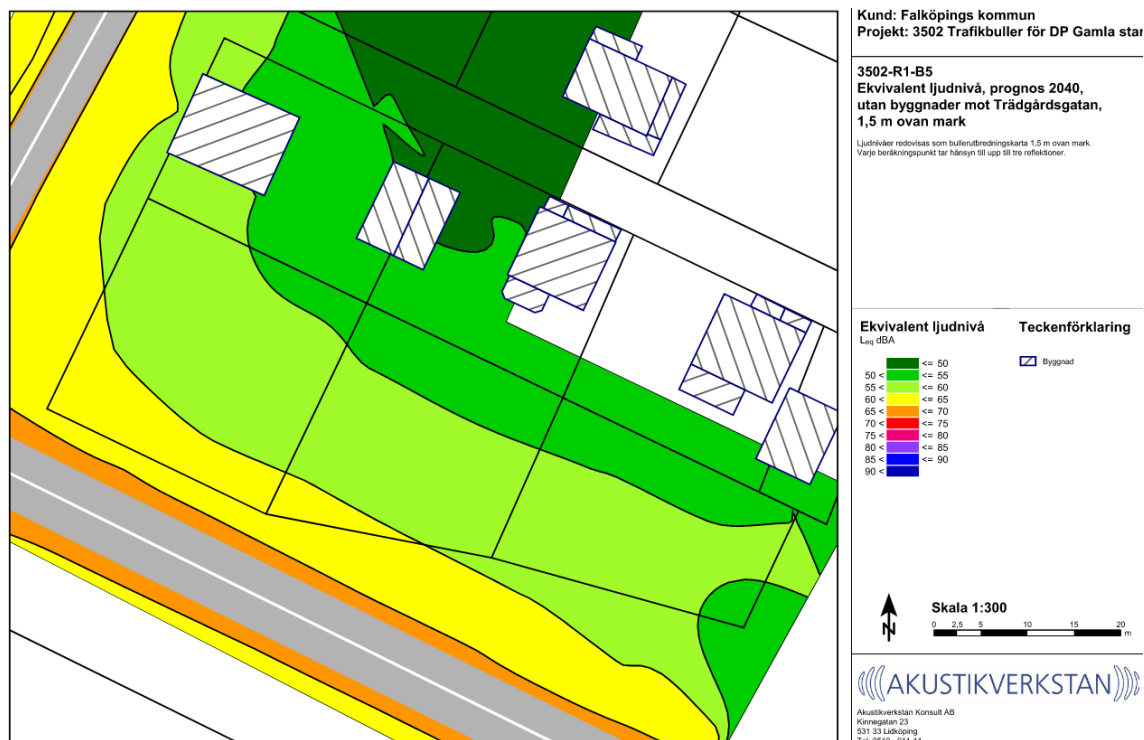 Kund: Falköpings kommun
Projekt: 3502 Trafikbuller för DP Gamla star
3502-R1-B5
Ekvivalent ljudnivå, prognos 2040,
utan byggnader mot Trädgårdsgatan,
1,5 m ovan mark
Ljudnivåer redovisas som bullerutbredningskarta 1,5 m ovan mark.
Varje beräkningspunkt tar hänsyn till upp till tre reflektioner.
Ekvivalent ljudnivå
Leq dBA
<= 50
50 < <= 55
55 < <= 60
60 < <= 65
65 < <= 70
70 < <= 75
75 < <= 80
80 < <= 85
85 < <= 90
90 <
Teckenförklaring
Byggnad
N
Skala 1:300
0 2,5 5 10 15 20
m
AKUSTIKVERKSTAN
Akustikverkstan Konsult AB
Kinnegatan 23
531 33 Lidköping